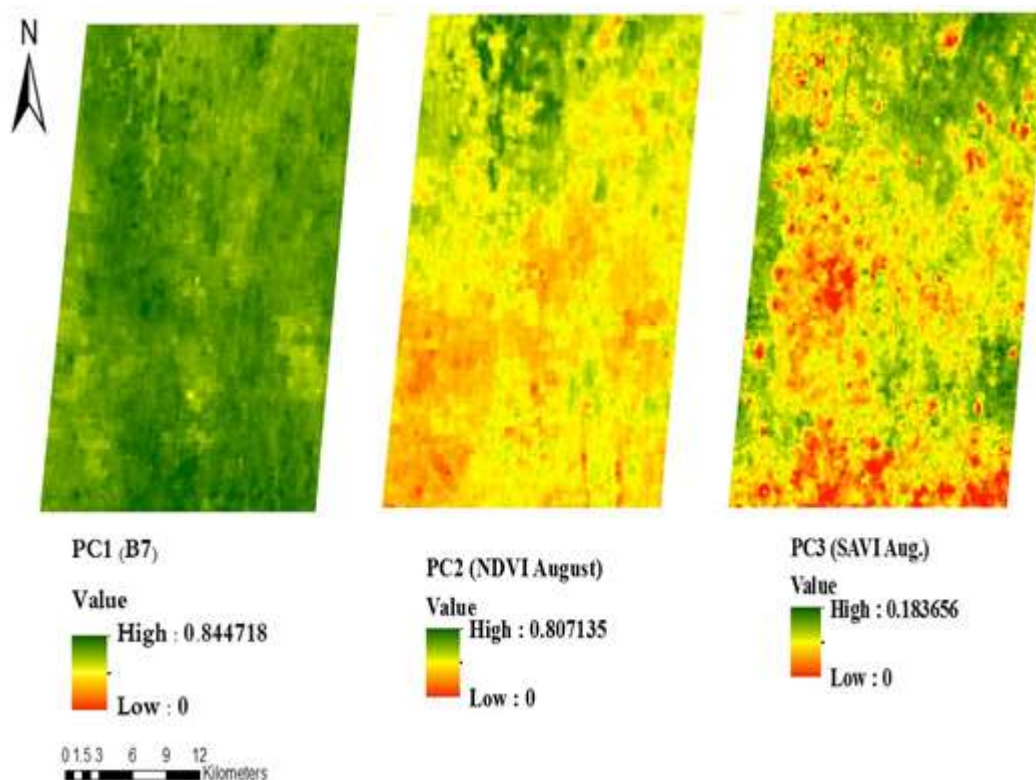 N
PC1 (B7)
Value
High : 0.844718
Low : 0
PC2 (NDVI August)
Value
High : 0.807135
Low : 0
PC3 (SAVI Aug.)
Value
High : 0.183656
Low : 0
0 1.5 3 6 9 12
Kilometers